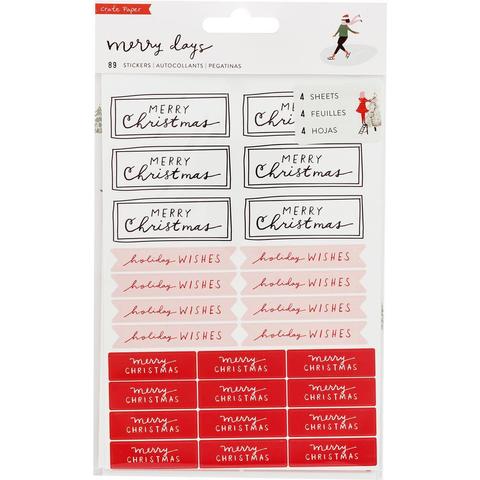 crate paper
merry days
89 STICKERS | AUTOCOLLANTS | PEGATINAS
4 SHEETS
4 FEUILLES
4 HOJAS
MERRY
Christmas
ME
Christmas
MERRY
Christmas
MERRY
Christmas
MERRY
Christmas
MERRY
Christmas
holiday WISHES
holiday WISHES
holiday WISHES
holiday WISHES
holiday WISHES
holiday WISHES
holiday WISHES
holiday WISHES
merry
CHRISTMAS
merry
CHRISTMAS
merry
CHRISTMAS
merry
CHRISTMAS
merry
CHRISTMAS
merry
CHRISTMAS
merry
CHRISTMAS
merry
CHRISTMAS
merry
CHRISTMAS
merry
CHRISTMAS
merry
CHRISTMAS
merry
CHRISTMAS